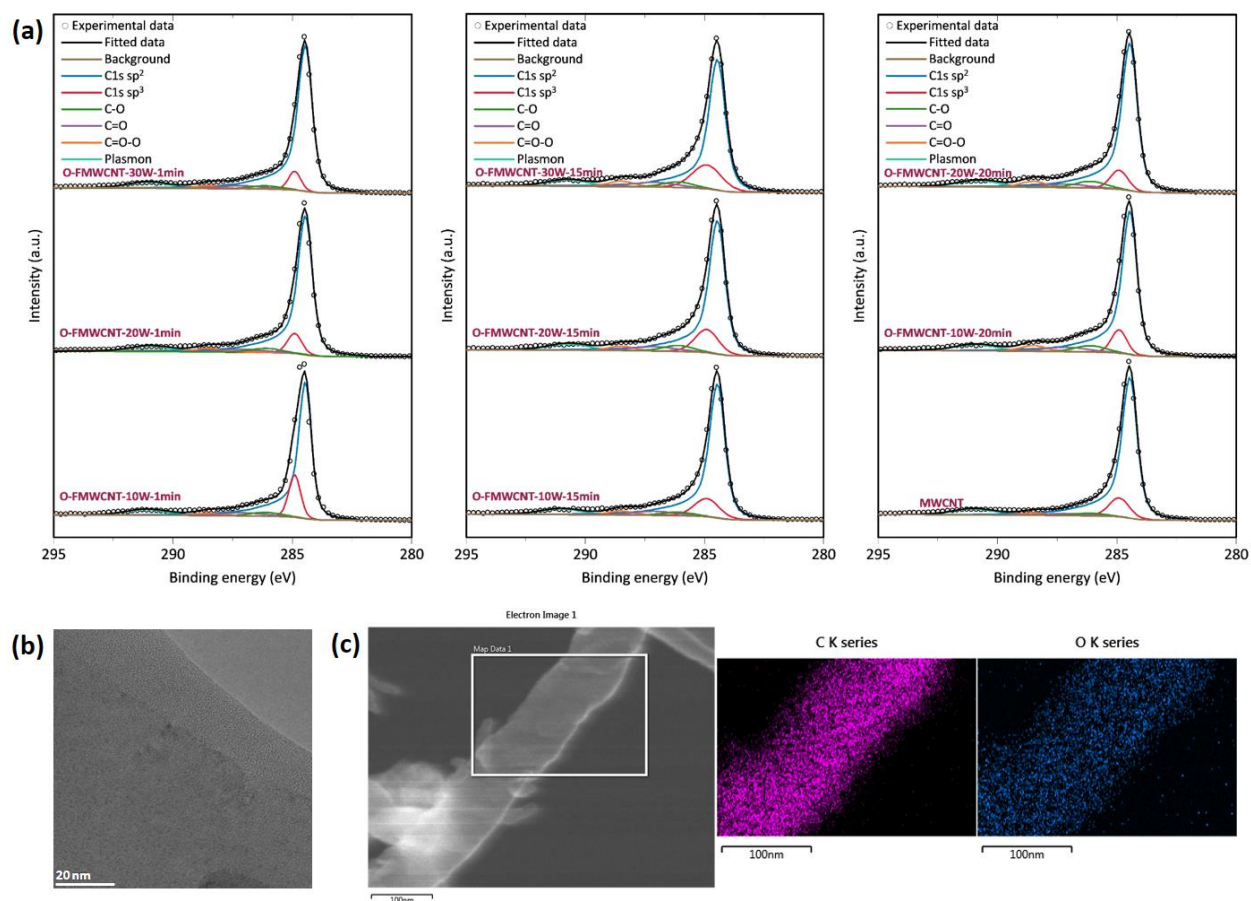 (a)
Experimental data
Fitted data
Background
C1s sp²
C1s sp³
C-O
C=O
C=O-O
Plasmon
O-FMWCNT-30W-1min
O-FMWCNT-20W-1min
O-FMWCNT-10W-1min
Intensity (a.u.)
295 290 285 280
Binding energy (eV)
Experimental data
Fitted data
Background
C1s sp²
C1s sp³
C-O
C=O
C=O-O
Plasmon
O-FMWCNT-30W-15min
O-FMWCNT-20W-15min
O-FMWCNT-10W-15min
Intensity (a.u.)
295 290 285 280
Binding energy (eV)
Experimental data
Fitted data
Background
C1s sp²
C1s sp³
C-O
C=O
C=O-O
Plasmon
O-FMWCNT-20W-20min
O-FMWCNT-10W-20min
MWCNT
Intensity (a.u.)
295 290 285 280
Binding energy (eV)
(b)
20 nm
(c)
Electron Image 1
Map Data 1
100nm
C K series
100nm
O K series
100nm